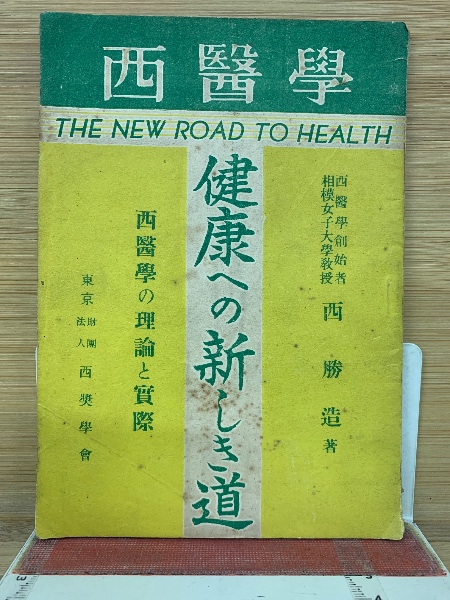 西醫學
THE NEW ROAD TO HEALTH
西醫學創始者
相模女子大學敎授
西勝造著
健康への新しき道
西醫學の理論と實際
東京
財團
法人
西奬學會